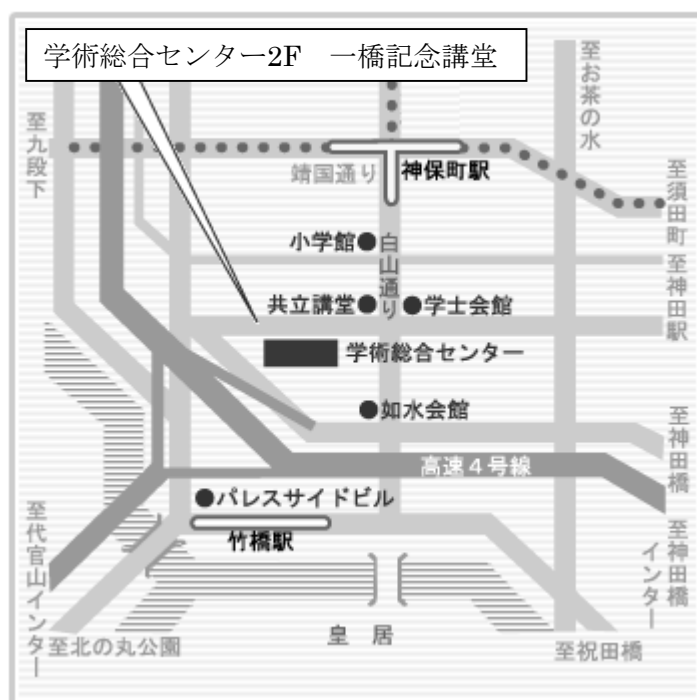 学術総合センター2F　一橋記念講堂
至お茶の水
至九段下
靖国通り
神保町駅
至須田町
小学館
白山通り
至神田駅
共立講堂
学士会館
学術総合センター
如水会館
至神田橋
高速４号線
パレスサイドビル
竹橋駅
至代官山インター
至神田橋インター
皇居
至北の丸公園
至祝田橋